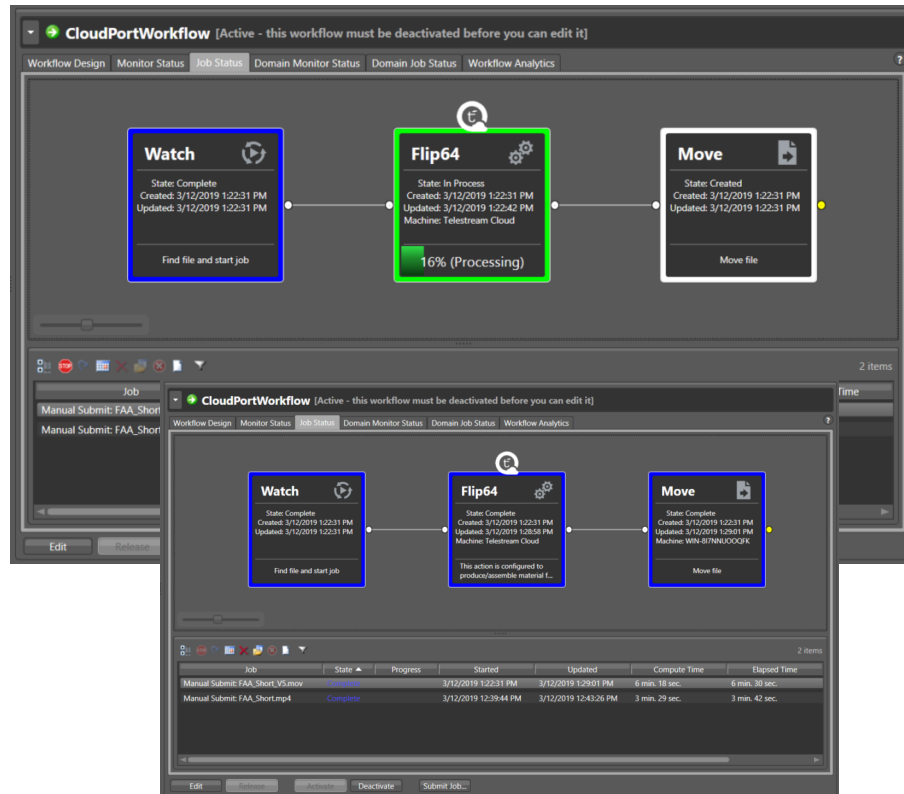 CloudPortWorkflow [Active - this workflow must be deactivated before you can edit it]
Workflow Design Monitor Status Job Status Domain Monitor Status Domain Job Status Workflow Analytics ?
Watch
State: Complete
Created: 3/12/2019 1:22:31 PM
Updated: 3/12/2019 1:22:31 PM
Find file and start job
Flip64
State: In Process
Created: 3/12/2019 1:22:31 PM
Updated: 3/12/2019 1:22:42 PM
Machine: Telestream Cloud
16% (Processing)
Move
State: Created
Created: 3/12/2019 1:22:31 PM
Updated: 3/12/2019 1:22:31 PM
Move file
STOP
2 items
Job
Time
Manual Submit: FAA_Short
Manual Submit: FAA_Short
Edit Release
CloudPortWorkflow [Active - this workflow must be deactivated before you can edit it]
Workflow Design Monitor Status Job Status Domain Monitor Status Domain Job Status Workflow Analytics ?
Watch
State: Complete
Created: 3/12/2019 1:22:31 PM
Updated: 3/12/2019 1:22:31 PM
Find file and start job
Flip64
State: Complete
Created: 3/12/2019 1:22:31 PM
Updated: 3/12/2019 1:28:58 PM
Machine: Telestream Cloud
This action is configured to
produce/assemble material f...
Move
State: Complete
Created: 3/12/2019 1:22:31 PM
Updated: 3/12/2019 1:29:01 PM
Machine: WIN-8I7NNUOOQFK
Move file
2 items
Job State Progress Started Updated Compute Time Elapsed Time
Manual Submit: FAA_Short_V5.mov Complete 3/12/2019 1:22:31 PM 3/12/2019 1:29:01 PM 6 min. 18 sec. 6 min. 30 sec.
Manual Submit: FAA_Short.mp4 Complete 3/12/2019 12:39:44 PM 3/12/2019 12:43:26 PM 3 min. 29 sec. 3 min. 42 sec.
Edit Release Activate Deactivate Submit Job...